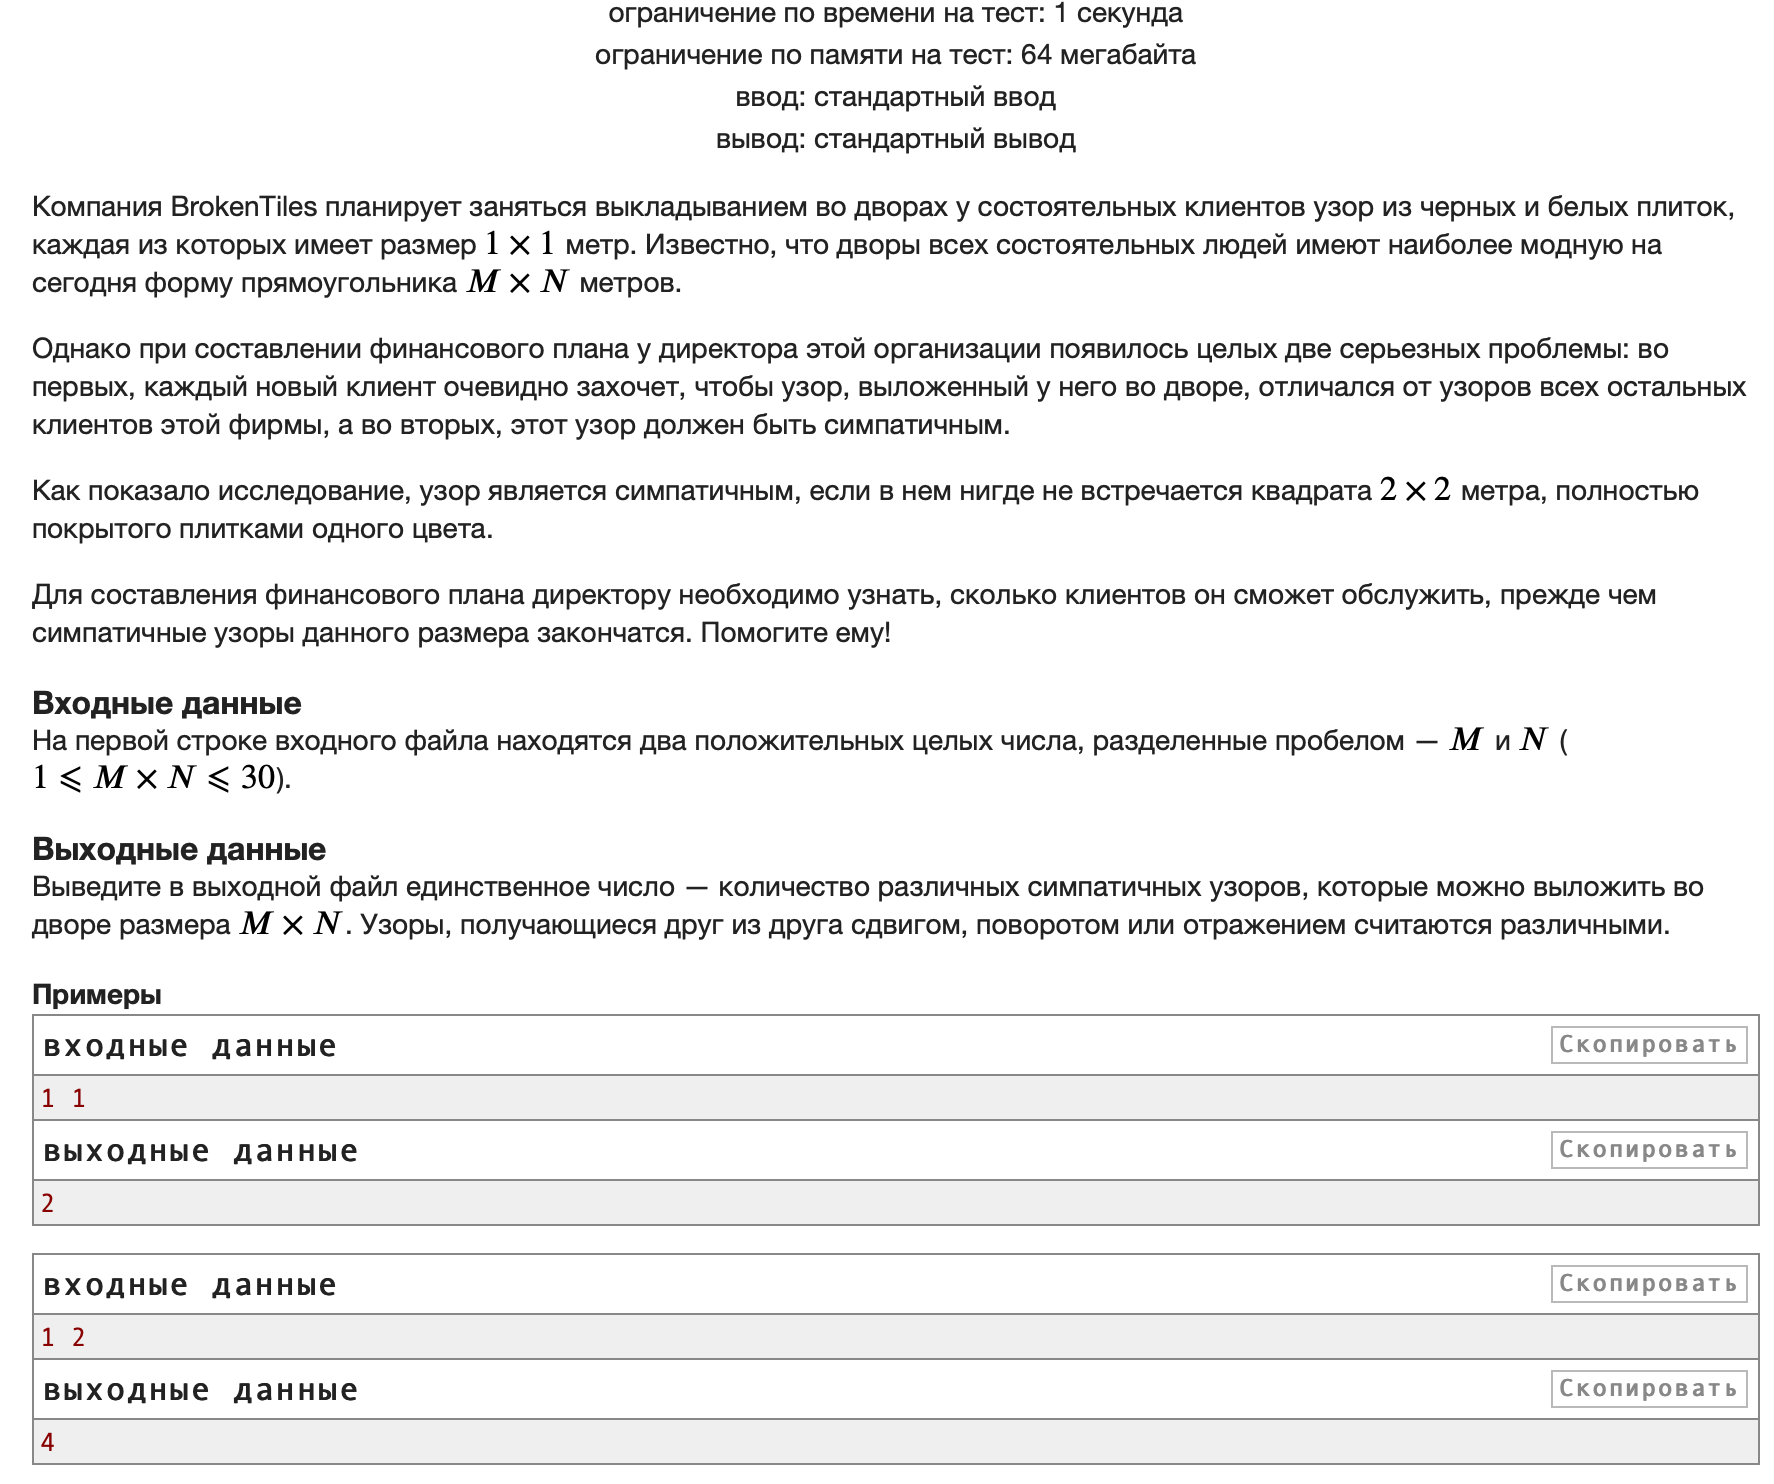 ограничение по времени на тест: 1 секунда
ограничение по памяти на тест: 64 мегабайта
ввод: стандартный ввод
вывод: стандартный вывод
Компания BrokenTiles планирует заняться выкладыванием во дворах у состоятельных клиентов узор из черных и белых плиток,
каждая из которых имеет размер 1 × 1 метр. Известно, что дворы всех состоятельных людей имеют наиболее модную на
сегодня форму прямоугольника M × N метров.
Однако при составлении финансового плана у директора этой организации появилось целых две серьезных проблемы: во
первых, каждый новый клиент очевидно захочет, чтобы узор, выложенный у него во дворе, отличался от узоров всех остальных
клиентов этой фирмы, а во вторых, этот узор должен быть симпатичным.
Как показало исследование, узор является симпатичным, если в нем нигде не встречается квадрата 2 × 2 метра, полностью
покрытого плитками одного цвета.
Для составления финансового плана директору необходимо узнать, сколько клиентов он сможет обслужить, прежде чем
симпатичные узоры данного размера закончатся. Помогите ему!
Входные данные
На первой строке входного файла находятся два положительных целых числа, разделенные пробелом — M и N (
1 ⩽ M × N ⩽ 30).
Выходные данные
Выведите в выходной файл единственное число — количество различных симпатичных узоров, которые можно выложить во
дворе размера M × N. Узоры, получающиеся друг из друга сдвигом, поворотом или отражением считаются различными.
Примеры
входные данные
Скопировать
1 1
выходные данные
Скопировать
2
входные данные
Скопировать
1 2
выходные данные
Скопировать
4